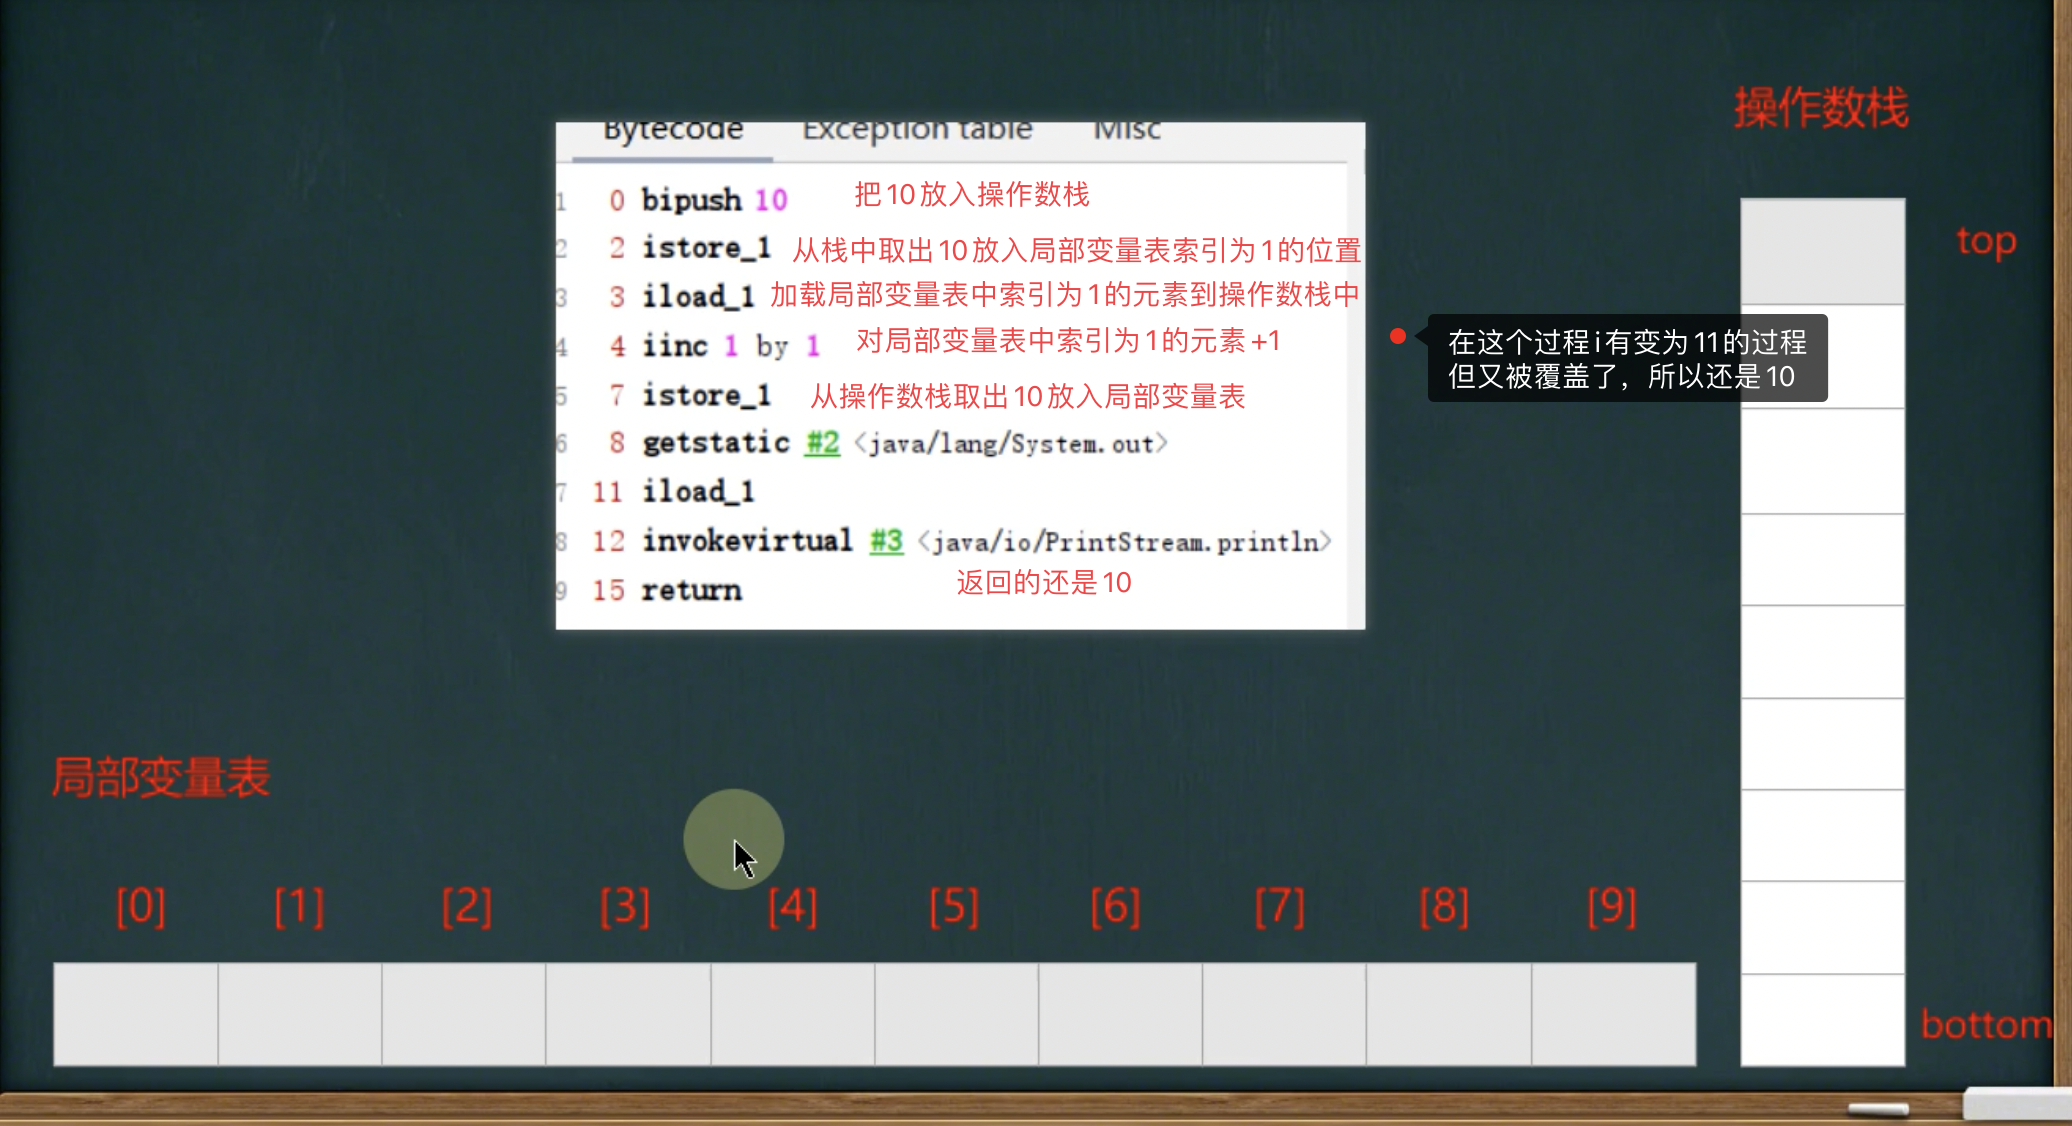 操作数栈
Bytecode Exception table Misc
1 0 bipush 10 把10放入操作数栈
2 2 istore_1 从栈中取出10放入局部变量表索引为1的位置
3 3 iload_1 加载局部变量表中索引为1的元素到操作数栈中
4 4 iinc 1 by 1 对局部变量表中索引为1的元素+1
5 7 istore_1 从操作数栈取出10放入局部变量表
6 8 getstatic #2 <java/lang/System.out>
7 11 iload_1
8 12 invokevirtual #3 <java/io/PrintStream.println>
返回的还是10
9 15 return
top
在这个过程i有变为11的过程
但又被覆盖了，所以还是10
局部变量表
[0] [1] [2] [3] [4] [5] [6] [7] [8] [9]
bottom